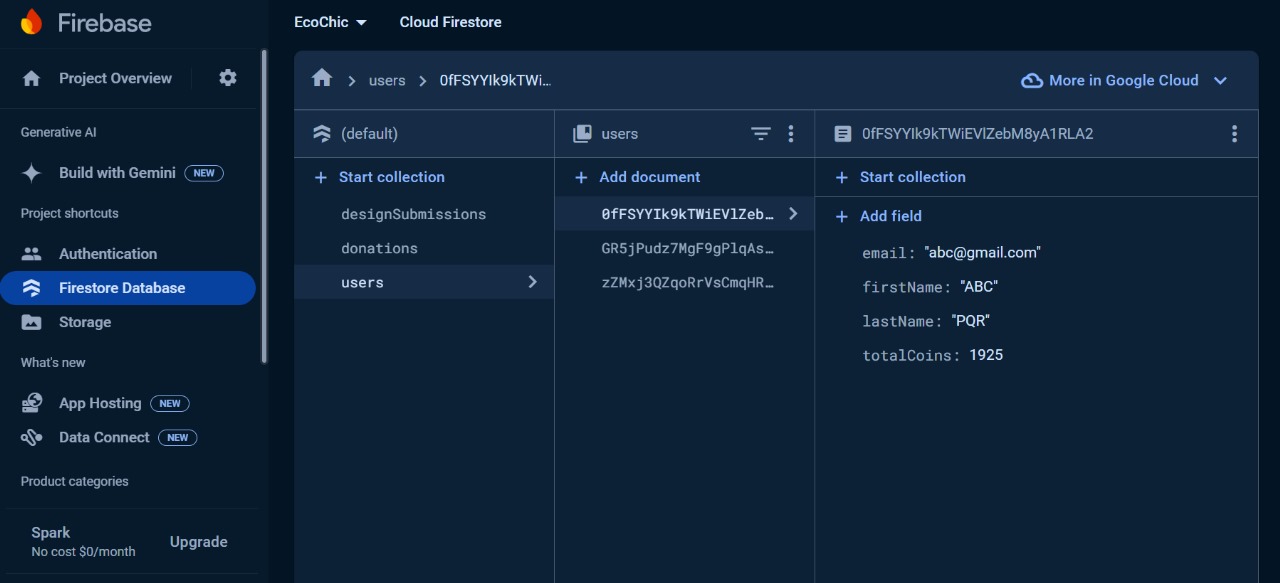 Firebase
EcoChic
Cloud Firestore
Project Overview
users
0fFSYYIk9kTWi...
More in Google Cloud
Generative AI
(default)
users
0fFSYYIk9kTWiEVlZebM8yA1RLA2
Build with Gemini NEW
+ Start collection
+ Add document
+ Start collection
Project shortcuts
designSubmissions
0fFSYYIk9kTWiEVlZeb…
+ Add field
Authentication
donations
GR5jPudz7MgF9gPlqAs…
email: "abc@gmail.com"
Firestore Database
users
zZMxj3QZqoRrVsCmqHR…
firstName: "ABC"
Storage
lastName: "PQR"
What's new
totalCoins: 1925
App Hosting NEW
Data Connect NEW
Product categories
Spark
No cost $0/month
Upgrade